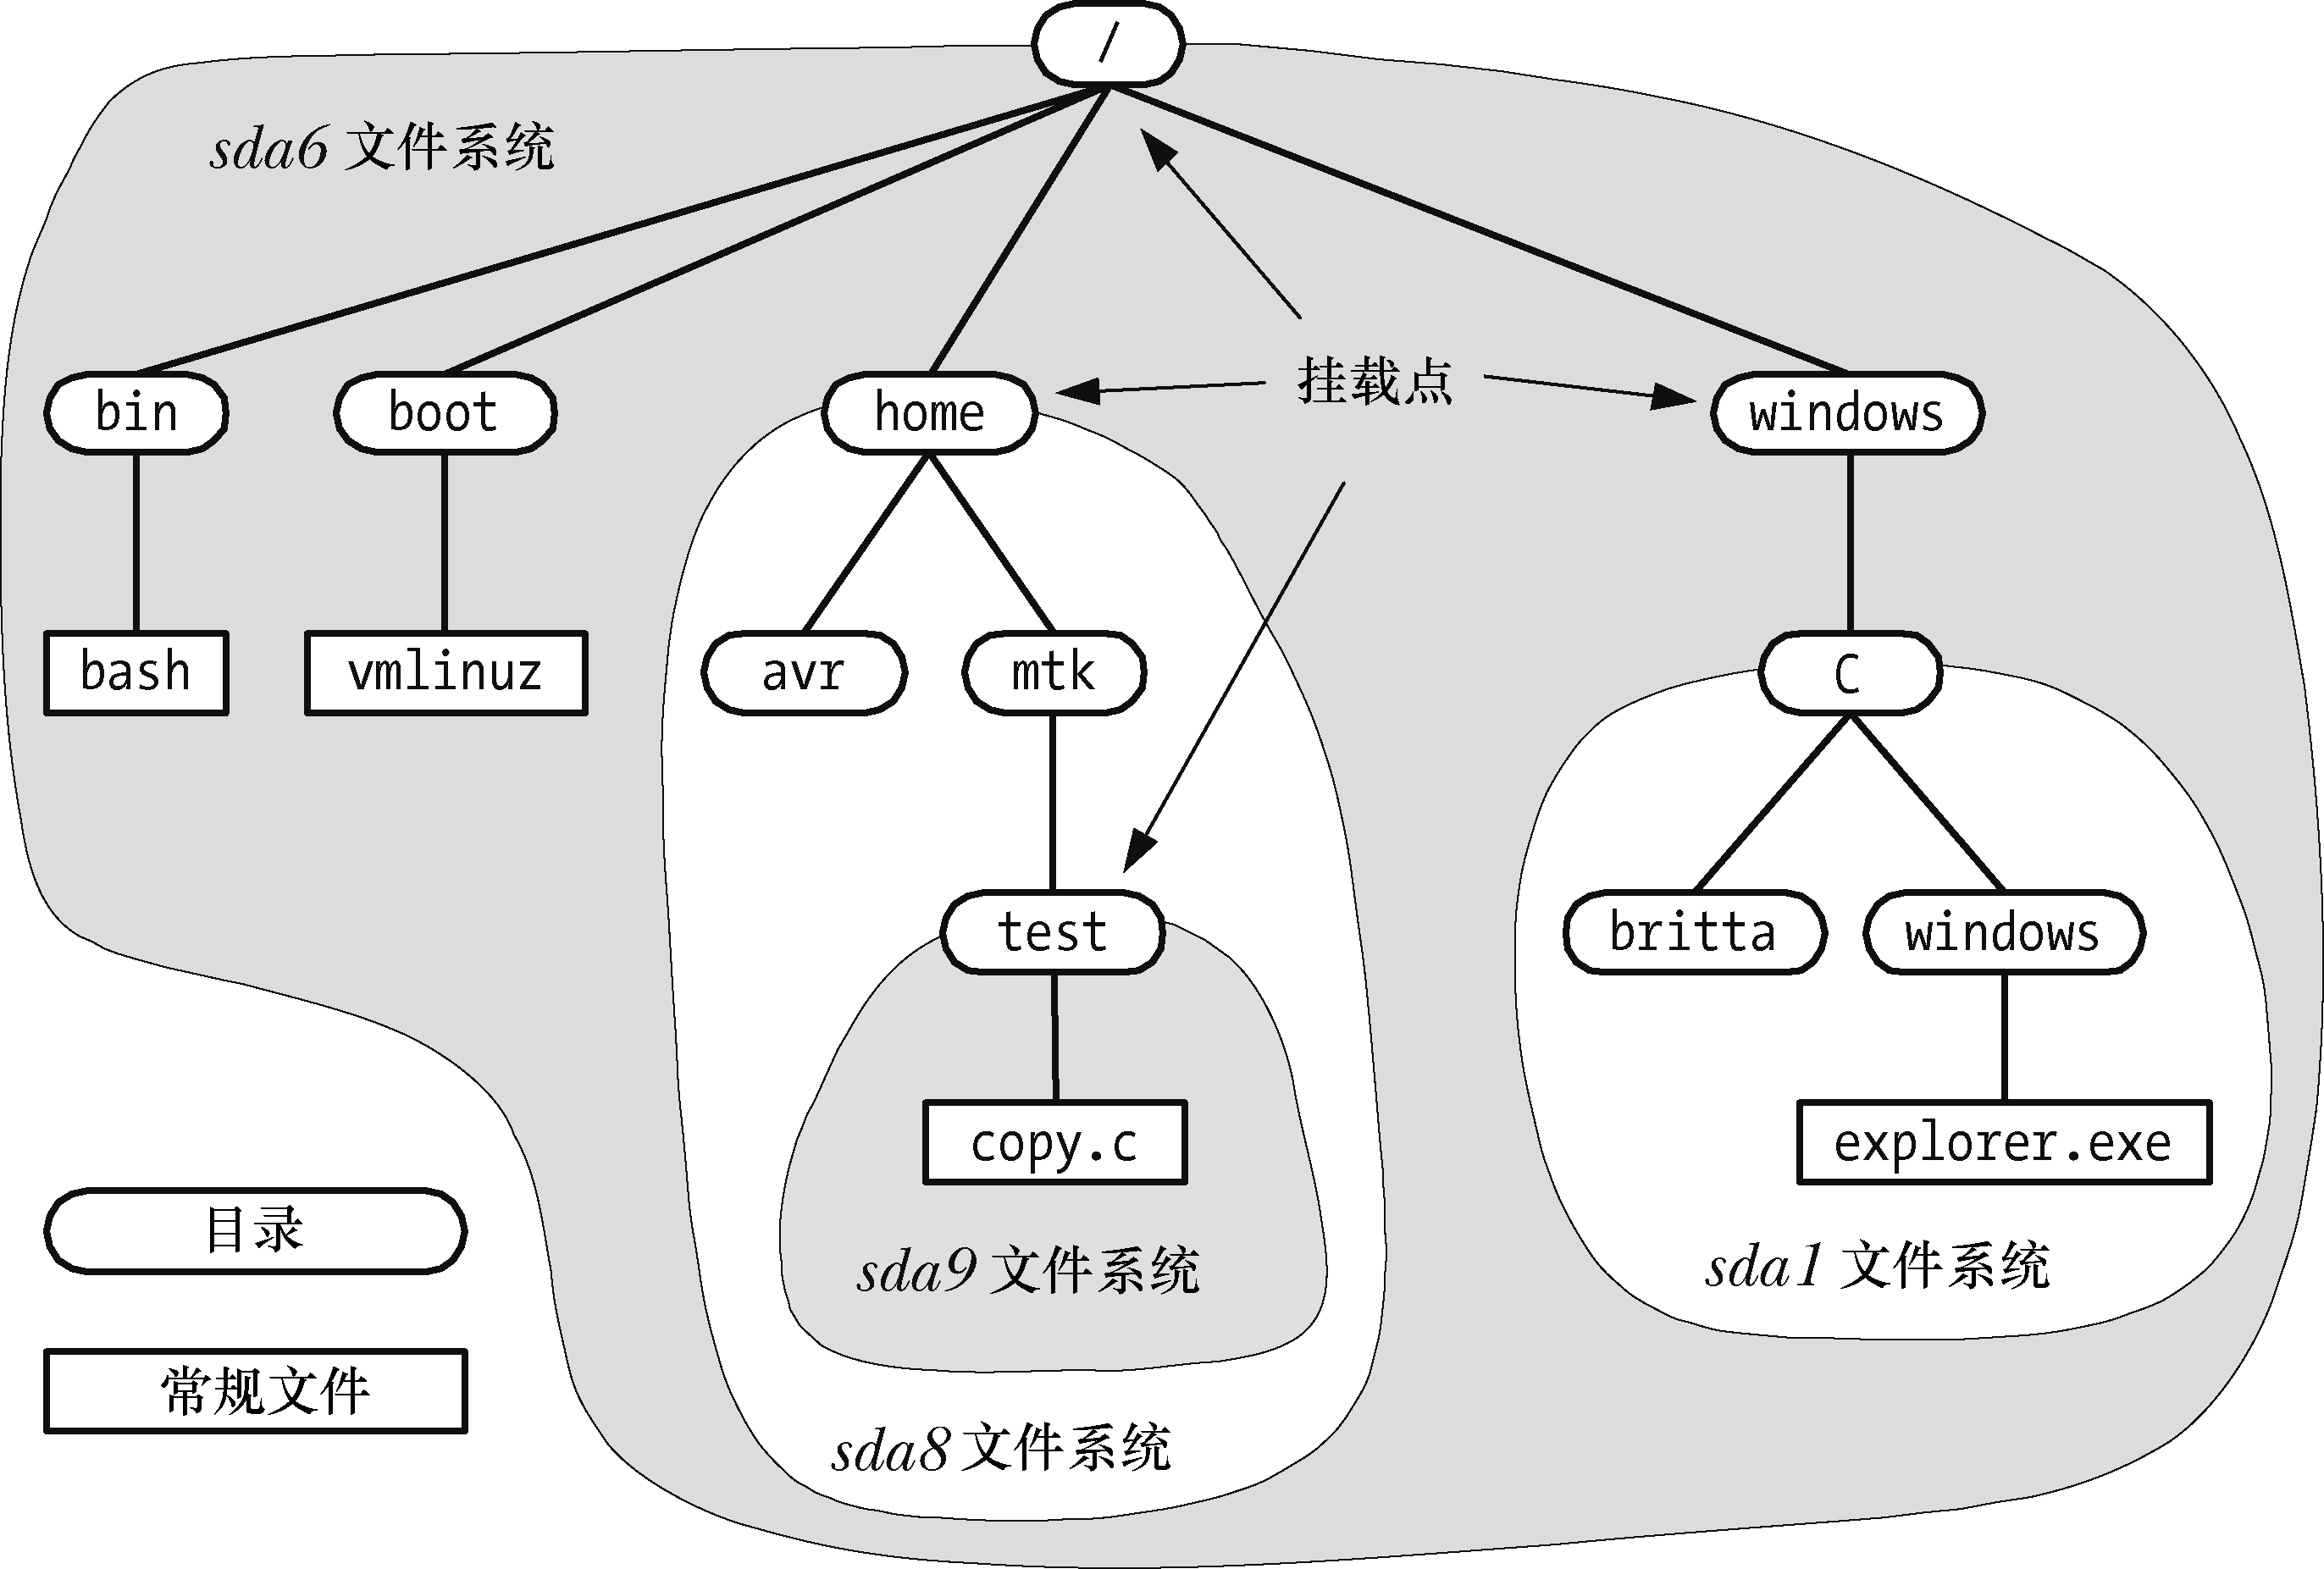 /
sda6 文件系统
挂载点
bin
boot
home
windows
bash
vmlinuz
avr
mtk
C
test
britta
windows
copy.c
explorer.exe
目录
sda9 文件系统
sda1 文件系统
常规文件
sda8 文件系统